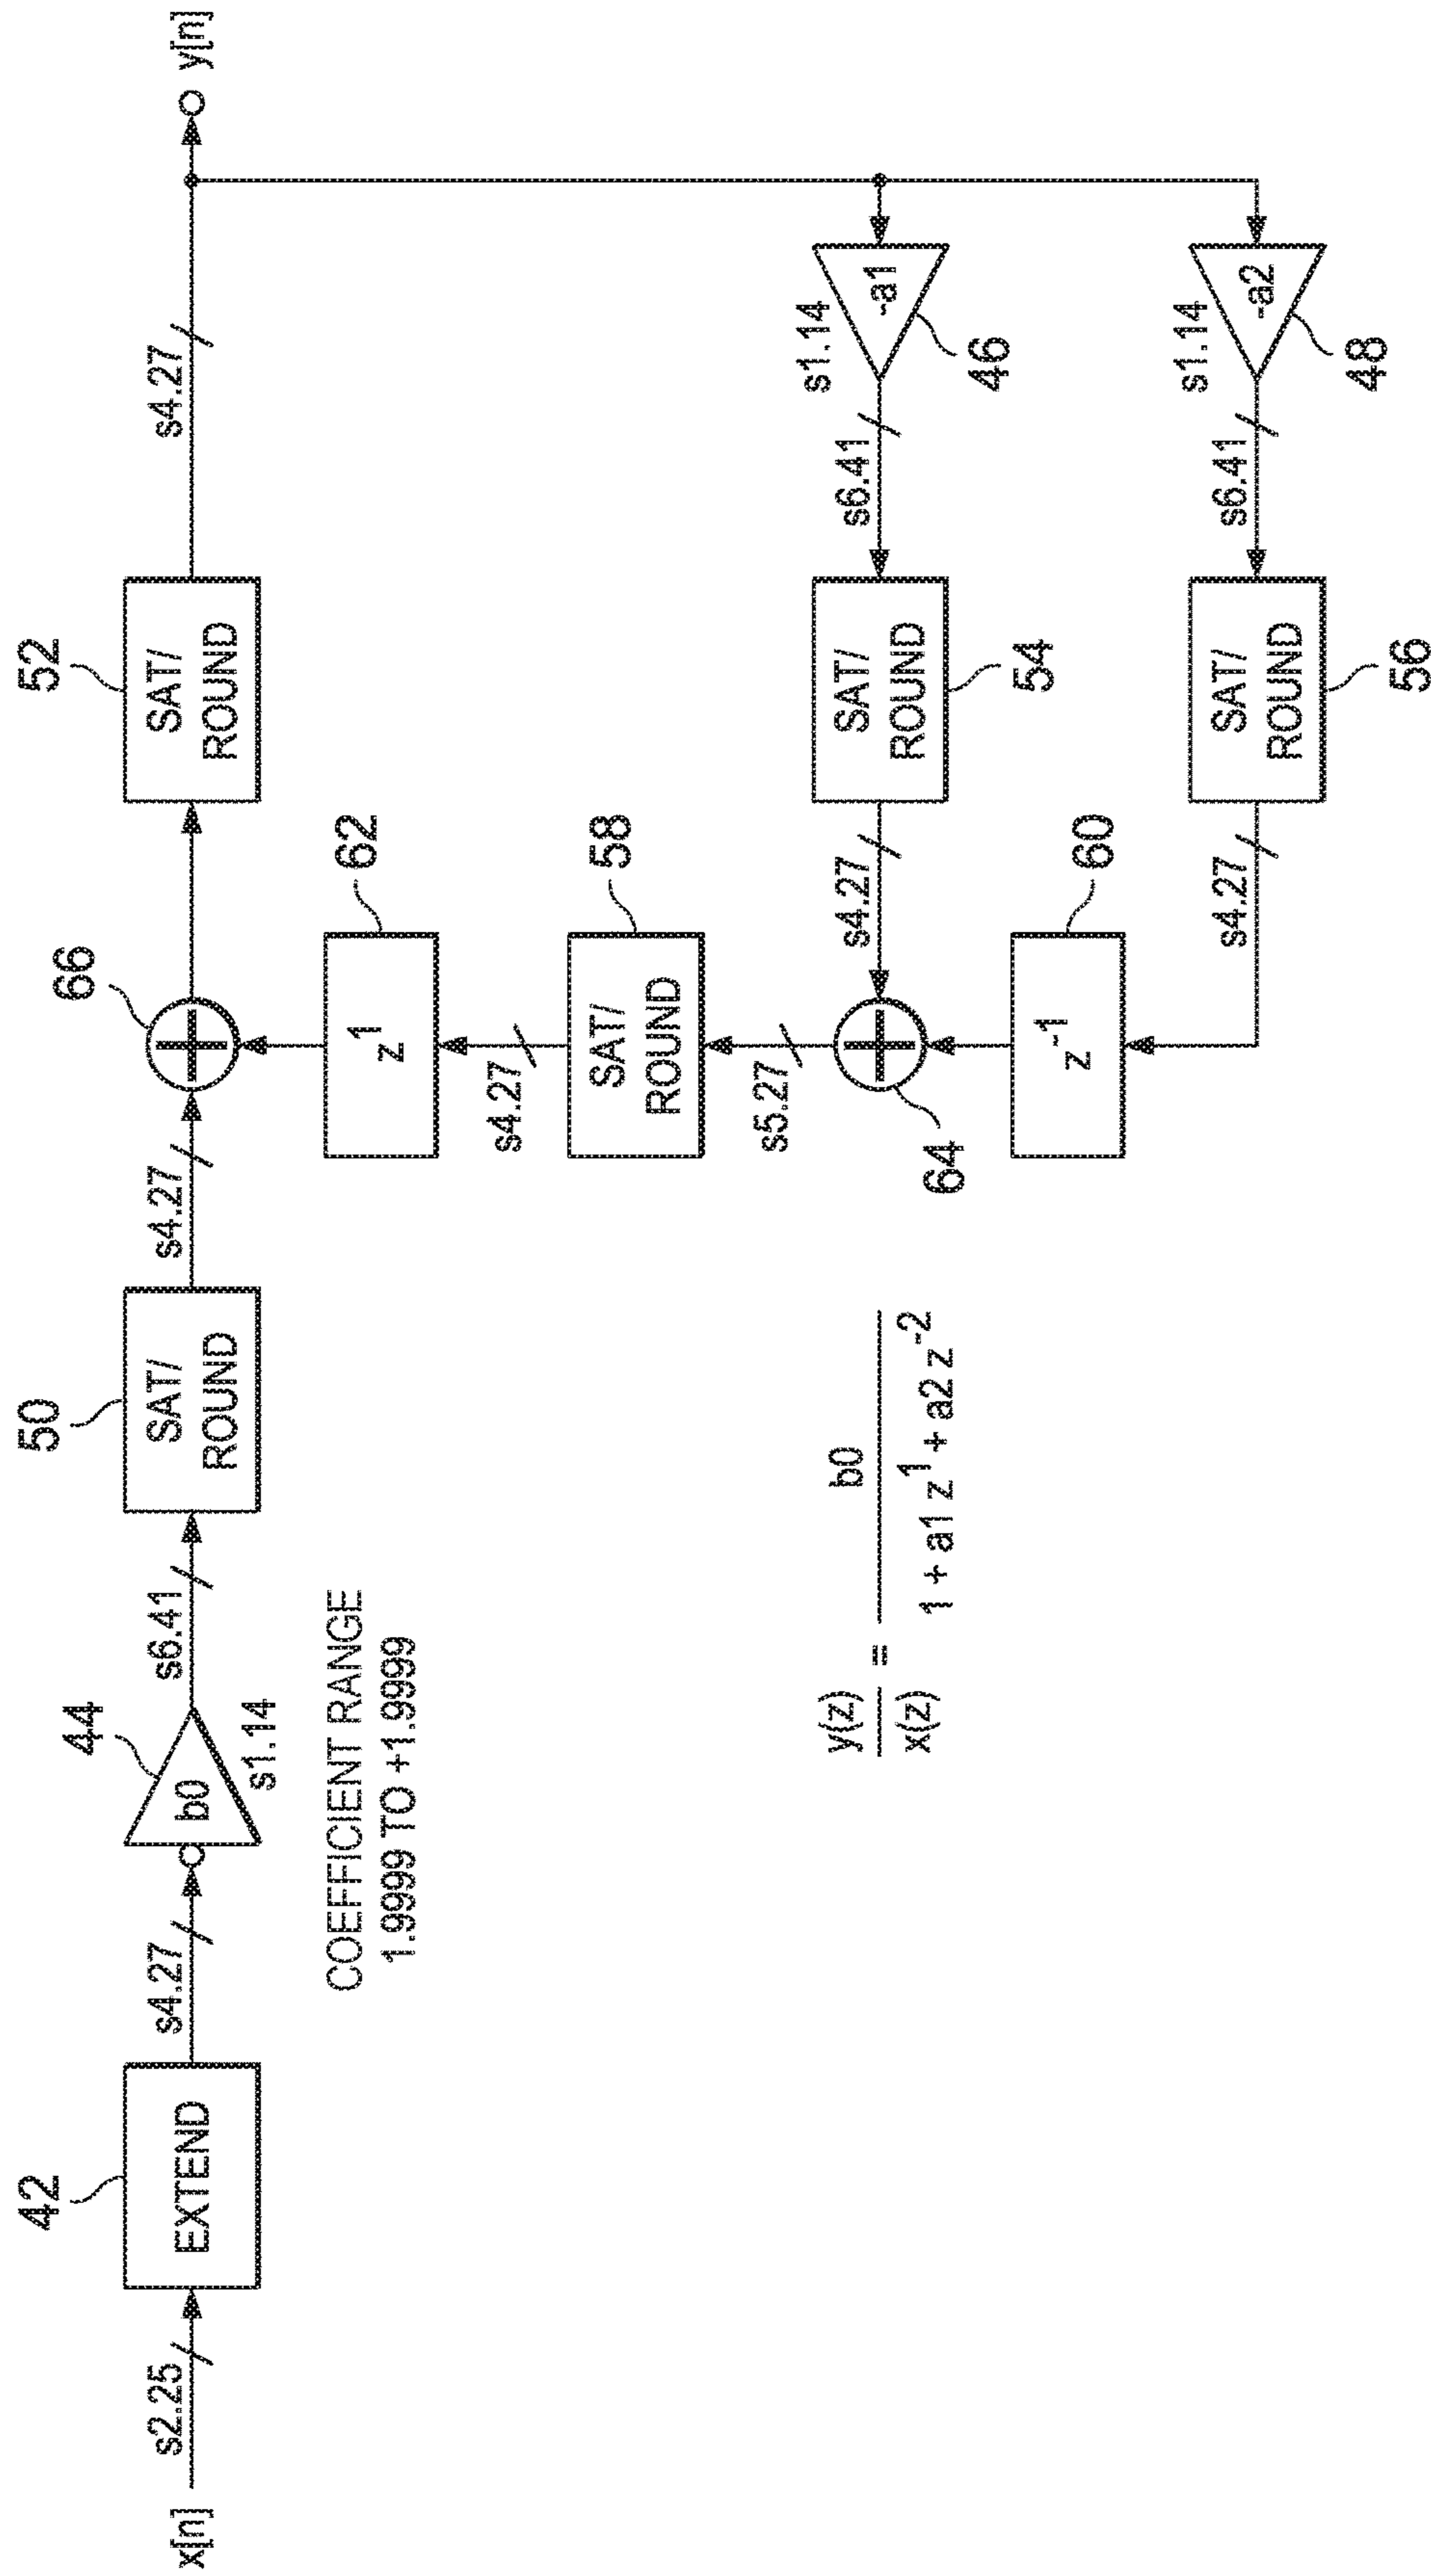 x[n]
s2.25
42
EXTEND
s4.27
44
b0
s1.14
s6.41
50
SAT/
ROUND
s4.27
66
52
SAT/
ROUND
s4.27
y[n]
COEFFICIENT RANGE
1.9999 TO +1.9999
62
z1
s4.27
58
SAT/
ROUND
s5.27
64
s4.27
54
SAT/
ROUND
s6.41
s1.14
-a1
46
60
z-1
s4.27
56
SAT/
ROUND
s6.41
s1.14
-a2
48
y(z)
x(z)
=
b0
1 + a1 z1 + a2 z-2